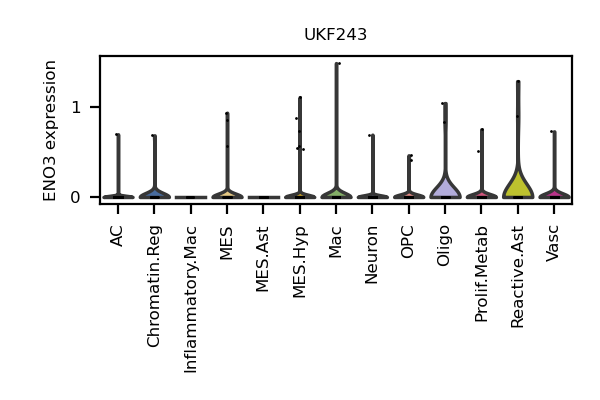 UKF243
ENO3 expression
1
0
AC
Chromatin.Reg
Inflammatory.Mac
MES
MES.Ast
MES.Hyp
Mac
Neuron
OPC
Oligo
Prolif.Metab
Reactive.Ast
Vasc